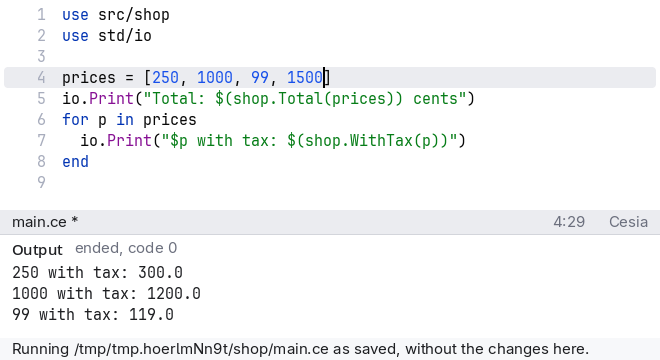 1 use src/shop
2 use std/io
3
4 prices = [250, 1000, 99, 1500]
5 io.Print("Total: $(shop.Total(prices)) cents")
6 for p in prices
7   io.Print("$p with tax: $(shop.WithTax(p))")
8 end
9
main.ce * 4:29 Cesia
Output ended, code 0
250 with tax: 300.0
1000 with tax: 1200.0
99 with tax: 119.0
Running /tmp/tmp.hoerlmNn9t/shop/main.ce as saved, without the changes here.